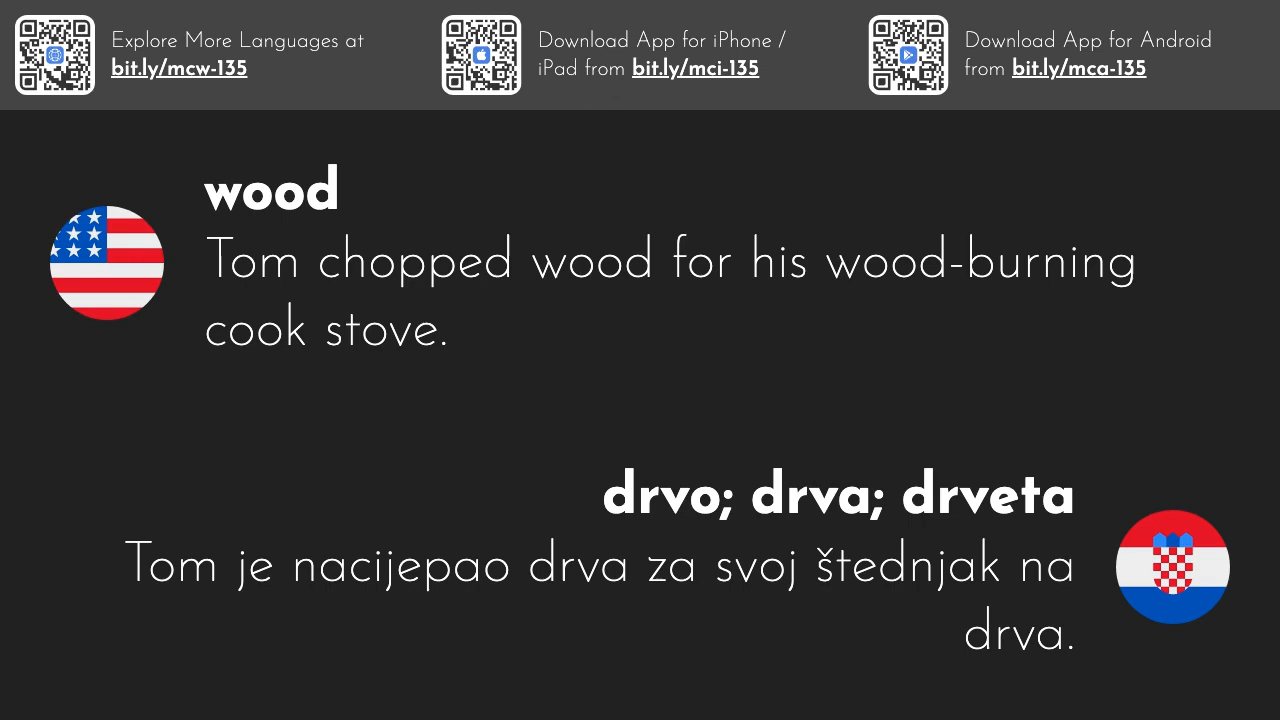 Explore More Languages at
bit.ly/mcw-135
Download App for iPhone /
iPad from bit.ly/mci-135
Download App for Android
from bit.ly/mca-135
wood
Tom chopped wood for his wood-burning
cook stove.
drvo; drva; drveta
Tom je nacijepao drva za svoj štednjak na
drva.